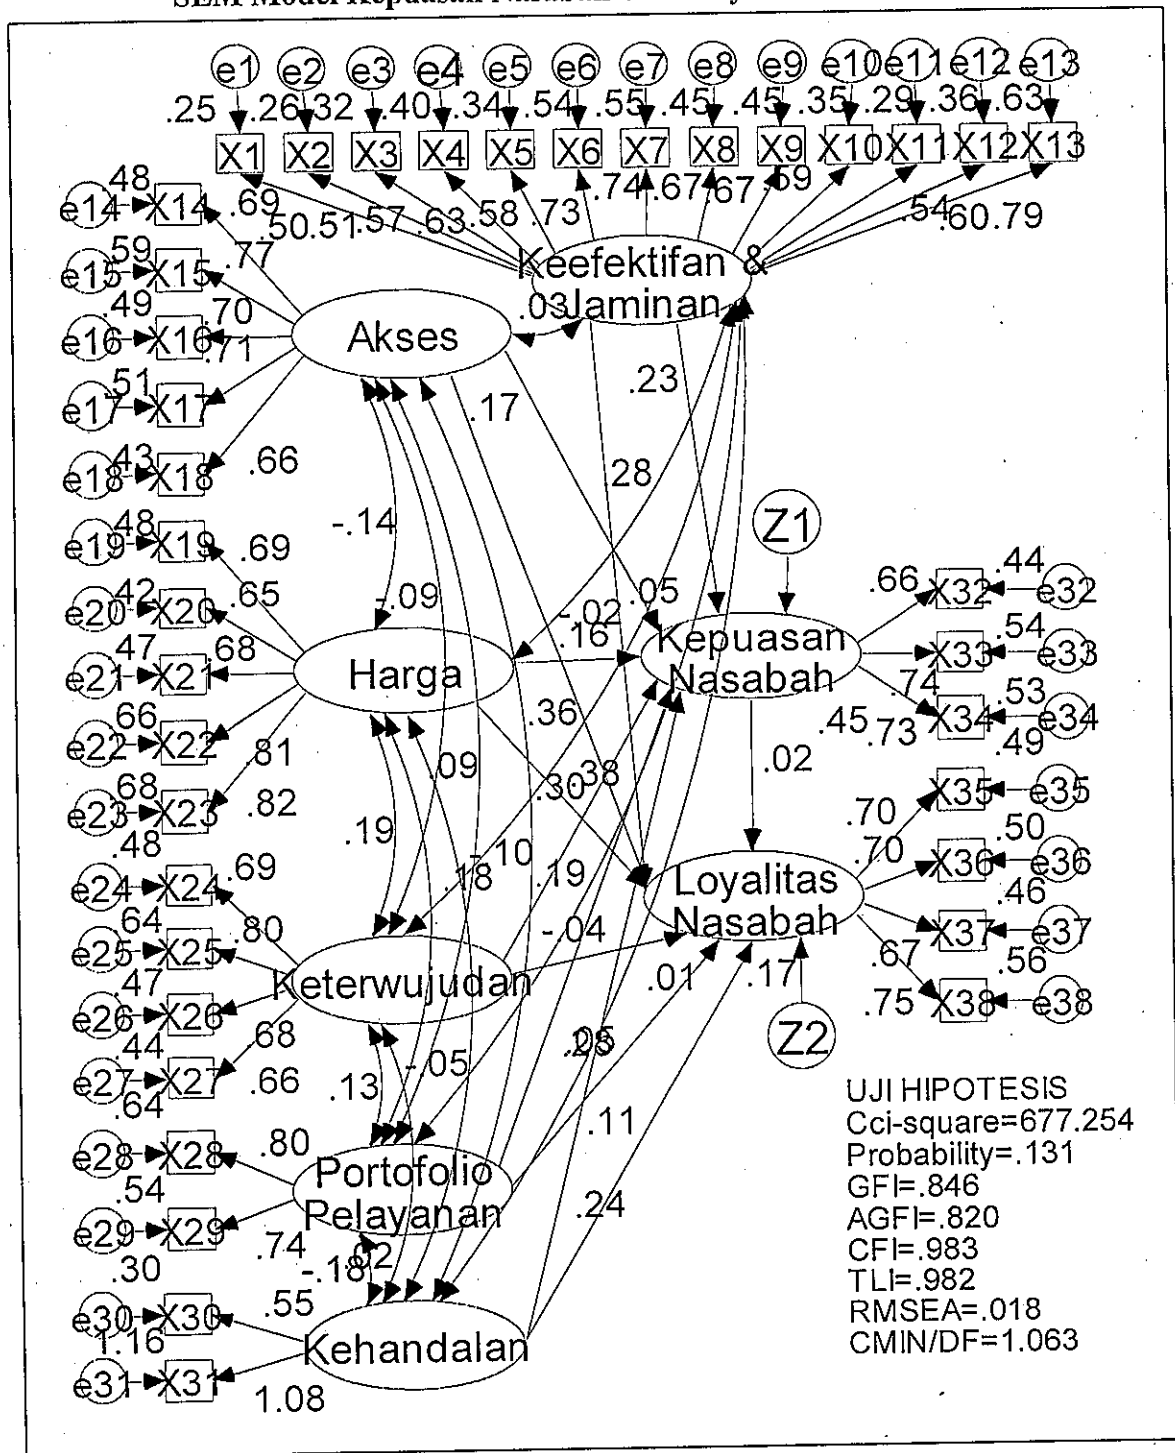 e1 e2 e3 e4 e5 e6 e7 e8 e9 e10 e11 e12 e13
.25 .26 .32 .40 .34 .54 .55 .45 .45 .35 .29 .36 .63
X1 X2 X3 X4 X5 X6 X7 X8 X9 X10 X11 X12 X13
.50 .51 .57 .63 .58 .73 .74 .67 .67 .59 .54 .60 .79
Keefektifan &
Jaminan
.48
e14 X14 .69
.59
e15 X15 .77
.49
e16 X16 .70
.71
.51
e17 X17
.43
e18 X18 .66
Akses
.03
.17
.23
.28
-.14
-.09
.48
e19 X19 .69
.42
e20 X20 .65
.47
e21 X21 .68
.66
e22 X22 .81
.68
e23 X23 .82
Harga
.16
-.02
.05
Z1
Kepuasan
Nasabah
.45
.66 X32 .44 e32
X33 .54 e33
.74
.73 X34 .53 e34
.36
.09
.30
.38
.02
.19
.18
-.10
.19
.48
e24 X24 .69
.64
e25 X25 .80
.47
e26 X26
.44
e27 X27 .68
.66
Keterwujudan
-.04
Loyalitas
Nasabah
.17
.01
Z2
.49
.70 X35 e35
.50
.70 X36 e36
.46
X37 e37
.67
.56
.75 X38 e38
.13
-.05
.05
.11
.24
.64
e28 X28 .80
.54
e29 X29 .74
Portofolio
Pelayanan
-.18
.02
.30
e30 X30 .55
1.16
e31 X31 1.08
Kehandalan
UJI HIPOTESIS
Cci-square=677.254
Probability=.131
GFI=.846
AGFI=.820
CFI=.983
TLI=.982
RMSEA=.018
CMIN/DF=1.063